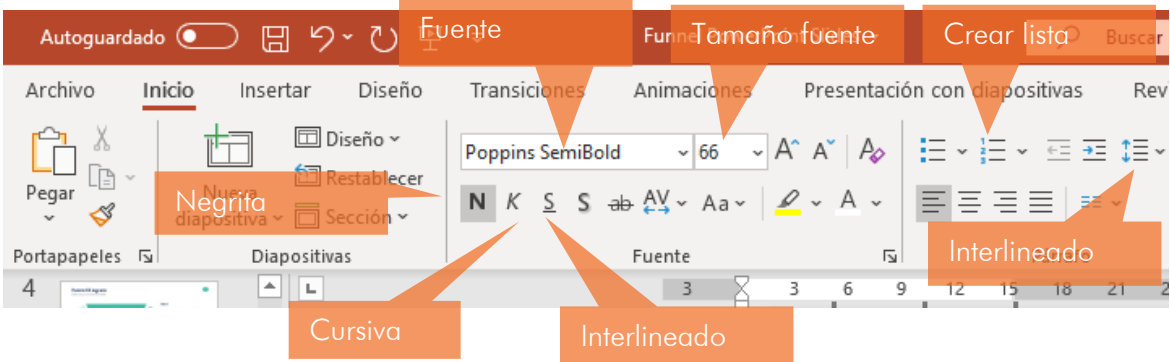 Autoguardado
Fuente
Tamaño fuente
Crear lista
Buscar
Archivo Inicio Insertar Diseño Transiciones Animaciones Presentación con diapositivas Rev
Pegar
Nueva
diapositiva
Diseño
Restablecer
Sección
Poppins SemiBold 66 A A A
Negrita
N K S S ab AV Aa A
Interlineado
Portapapeles Diapositivas Fuente
4 3 3 6 9 12 15 18 21 2
Cursiva
Interlineado